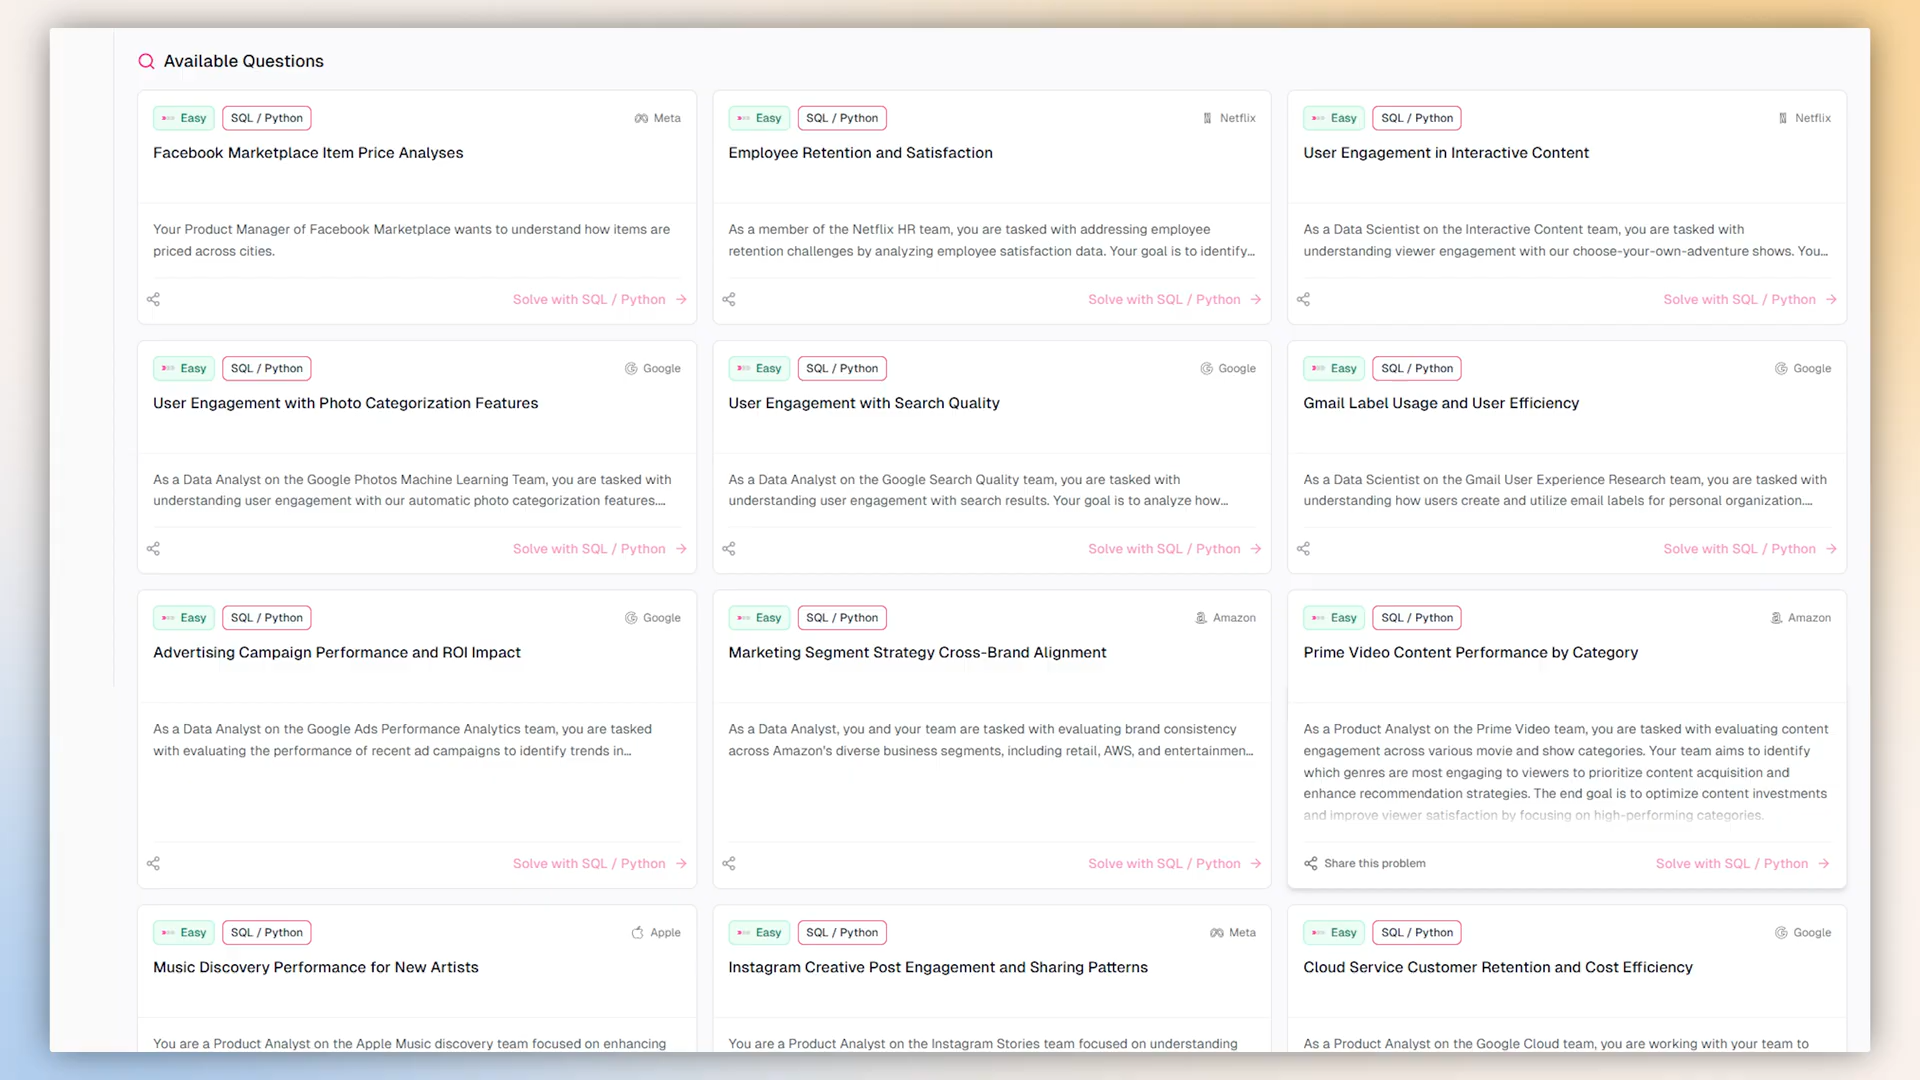 Available Questions
Easy SQL / Python Meta
Facebook Marketplace Item Price Analyses
Your Product Manager of Facebook Marketplace wants to understand how items are
priced across cities.
Solve with SQL / Python
Easy SQL / Python Netflix
Employee Retention and Satisfaction
As a member of the Netflix HR team, you are tasked with addressing employee
retention challenges by analyzing employee satisfaction data. Your goal is to identify...
Solve with SQL / Python
Easy SQL / Python Netflix
User Engagement in Interactive Content
As a Data Scientist on the Interactive Content team, you are tasked with
understanding viewer engagement with our choose-your-own-adventure shows. You...
Solve with SQL / Python
Easy SQL / Python Google
User Engagement with Photo Categorization Features
As a Data Analyst on the Google Photos Machine Learning Team, you are tasked with
understanding user engagement with our automatic photo categorization features....
Solve with SQL / Python
Easy SQL / Python Google
User Engagement with Search Quality
As a Data Analyst on the Google Search Quality team, you are tasked with
understanding user engagement with search results. Your goal is to analyze how...
Solve with SQL / Python
Easy SQL / Python Google
Gmail Label Usage and User Efficiency
As a Data Scientist on the Gmail User Experience Research team, you are tasked with
understanding how users create and utilize email labels for personal organization....
Solve with SQL / Python
Easy SQL / Python Google
Advertising Campaign Performance and ROI Impact
As a Data Analyst on the Google Ads Performance Analytics team, you are tasked
with evaluating the performance of recent ad campaigns to identify trends in...
Solve with SQL / Python
Easy SQL / Python Amazon
Marketing Segment Strategy Cross-Brand Alignment
As a Data Analyst, you and your team are tasked with evaluating brand consistency
across Amazon's diverse business segments, including retail, AWS, and entertainmen...
Solve with SQL / Python
Easy SQL / Python Amazon
Prime Video Content Performance by Category
As a Product Analyst on the Prime Video team, you are tasked with evaluating content
engagement across various movie and show categories. Your team aims to identify
which genres are most engaging to viewers to prioritize content acquisition and
enhance recommendation strategies. The end goal is to optimize content investments
and improve viewer satisfaction by focusing on high-performing categories.
Share this problem Solve with SQL / Python
Easy SQL / Python Apple
Music Discovery Performance for New Artists
You are a Product Analyst on the Apple Music discovery team focused on enhancing
Easy SQL / Python Meta
Instagram Creative Post Engagement and Sharing Patterns
You are a Product Analyst on the Instagram Stories team focused on understanding
Easy SQL / Python Google
Cloud Service Customer Retention and Cost Efficiency
As a Product Analyst on the Google Cloud team, you are working with your team to